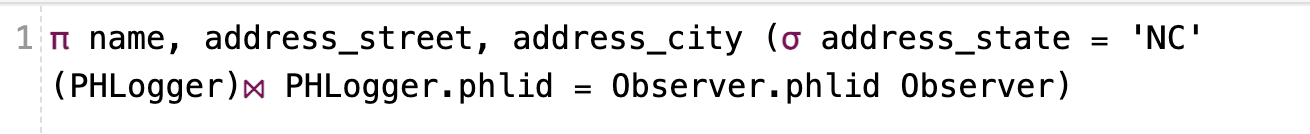 1 π name, address_street, address_city (σ address_state = 'NC'
(PHLogger)⨝ PHLogger.phlid = Observer.phlid Observer)